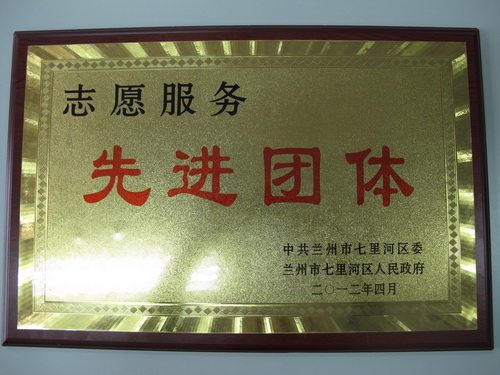 志愿服务
先进团体
中共兰州市七里河区委
兰州市七里河区人民政府
二〇一二年四月